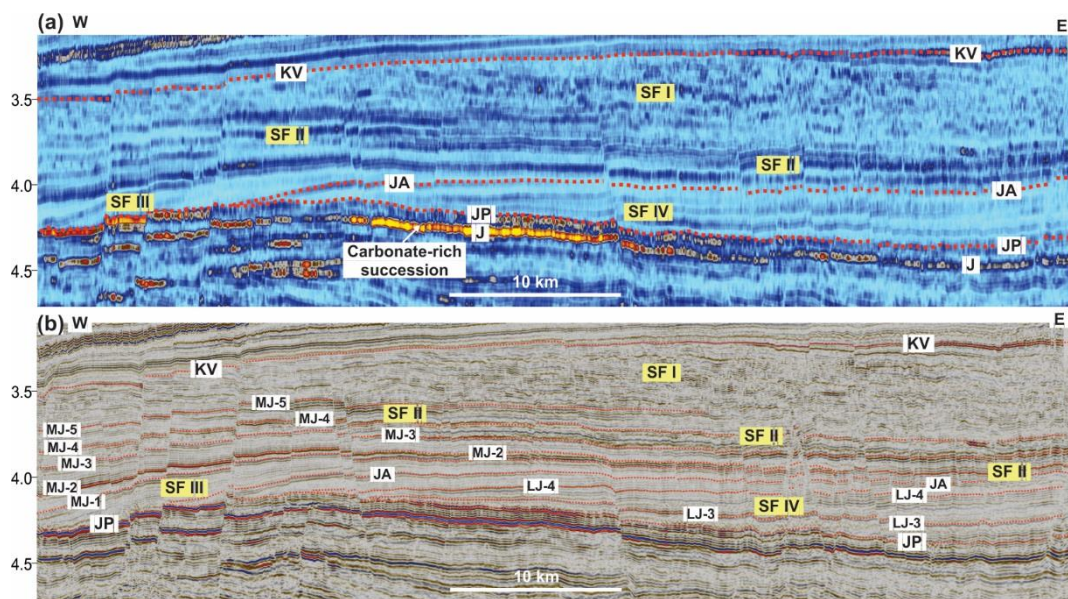 (a) W E
KV KV
3.5 SF I
SF II
SF II
4.0 JA JA
SF III
JP SF IV
J
JP
Carbonate-rich
succession
J
4.5
10 km
(b) W E
KV KV
SF I
3.5
MJ-5 SF II
MJ-4
MJ-5 MJ-3 SF II
MJ-4 MJ-2
MJ-3 SF II
4.0 JA JA
MJ-2 SF III LJ-4 LJ-4
MJ-1 LJ-3 SF IV LJ-3
JP JP
4.5
10 km